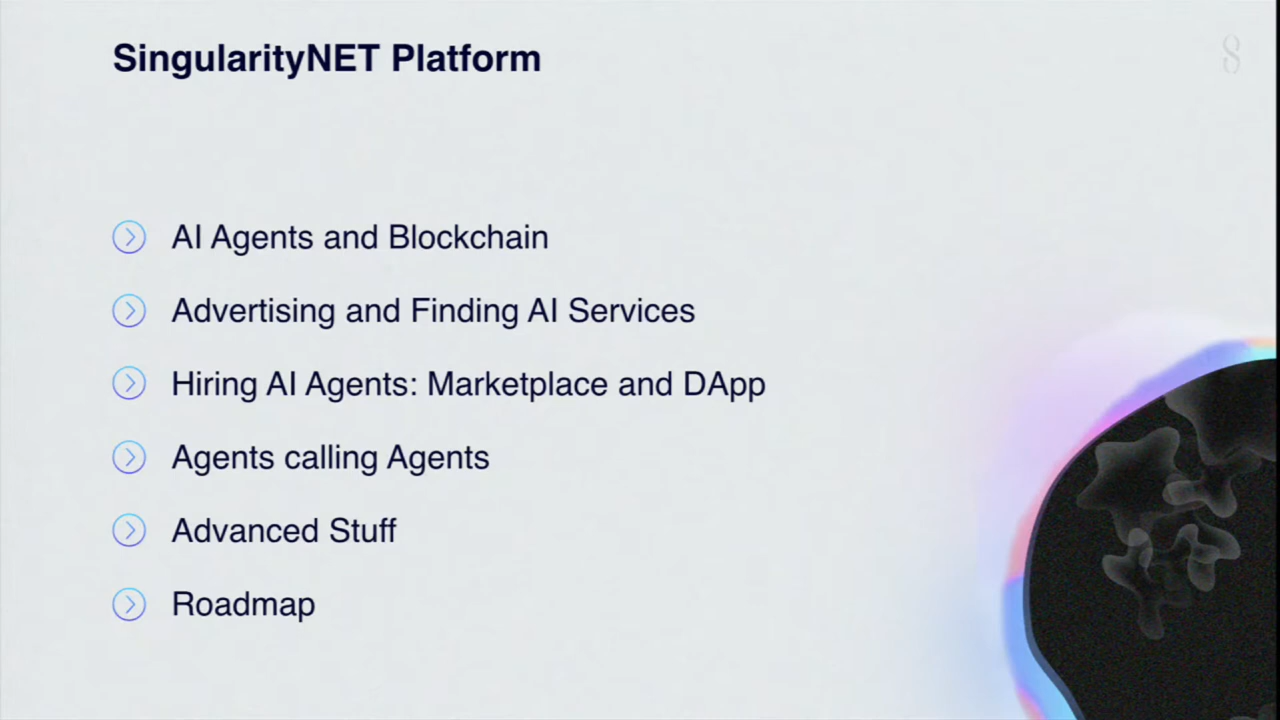 SingularityNET Platform
AI Agents and Blockchain
Advertising and Finding AI Services
Hiring AI Agents: Marketplace and DApp
Agents calling Agents
Advanced Stuff
Roadmap